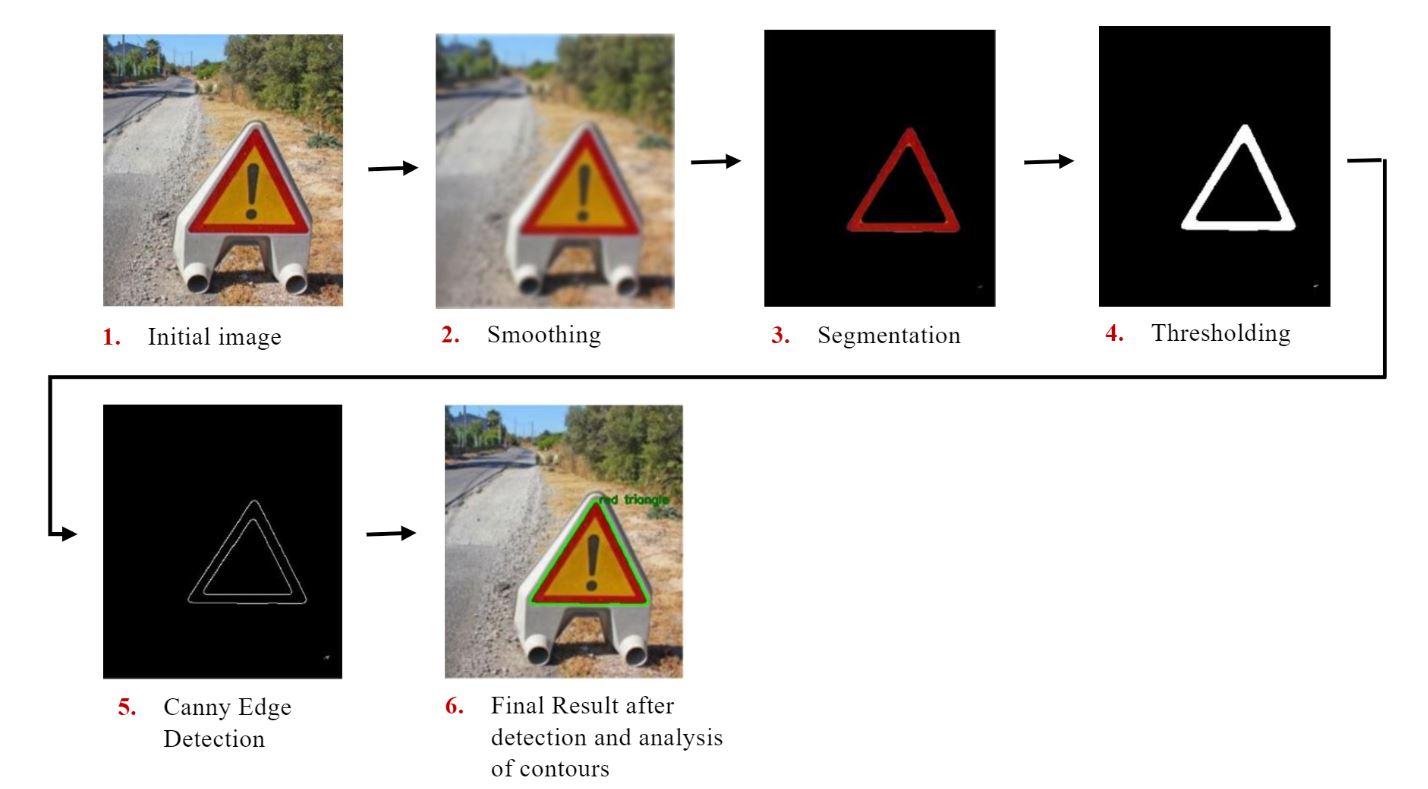 1. Initial image
2. Smoothing
3. Segmentation
4. Thresholding
red triangle
5. Canny Edge
Detection
6. Final Result after
detection and analysis
of contours